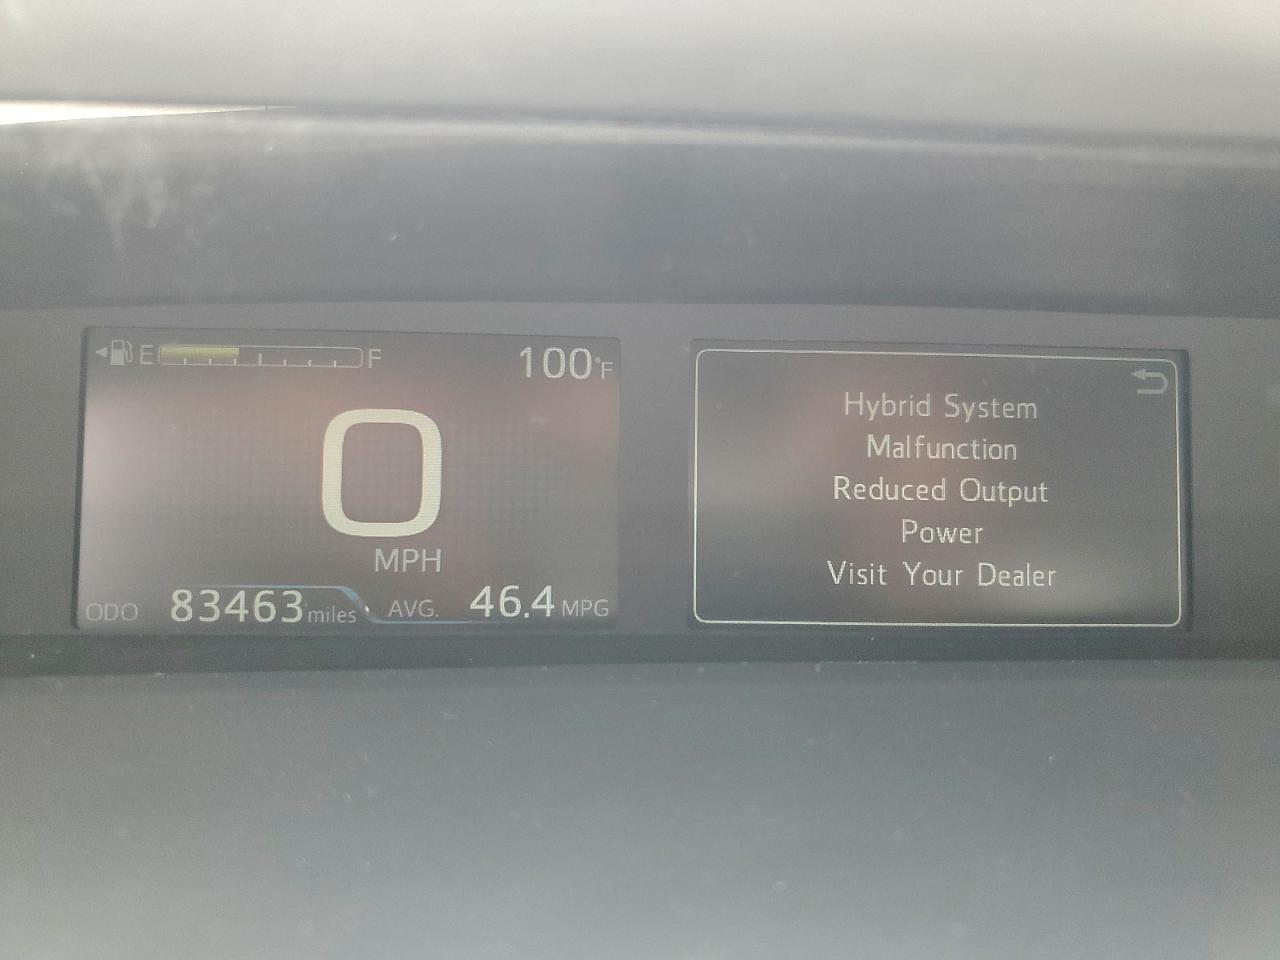 E F 100°F
0
MPH
ODO 83463 miles AVG. 46.4 MPG
Hybrid System
Malfunction
Reduced Output
Power
Visit Your Dealer